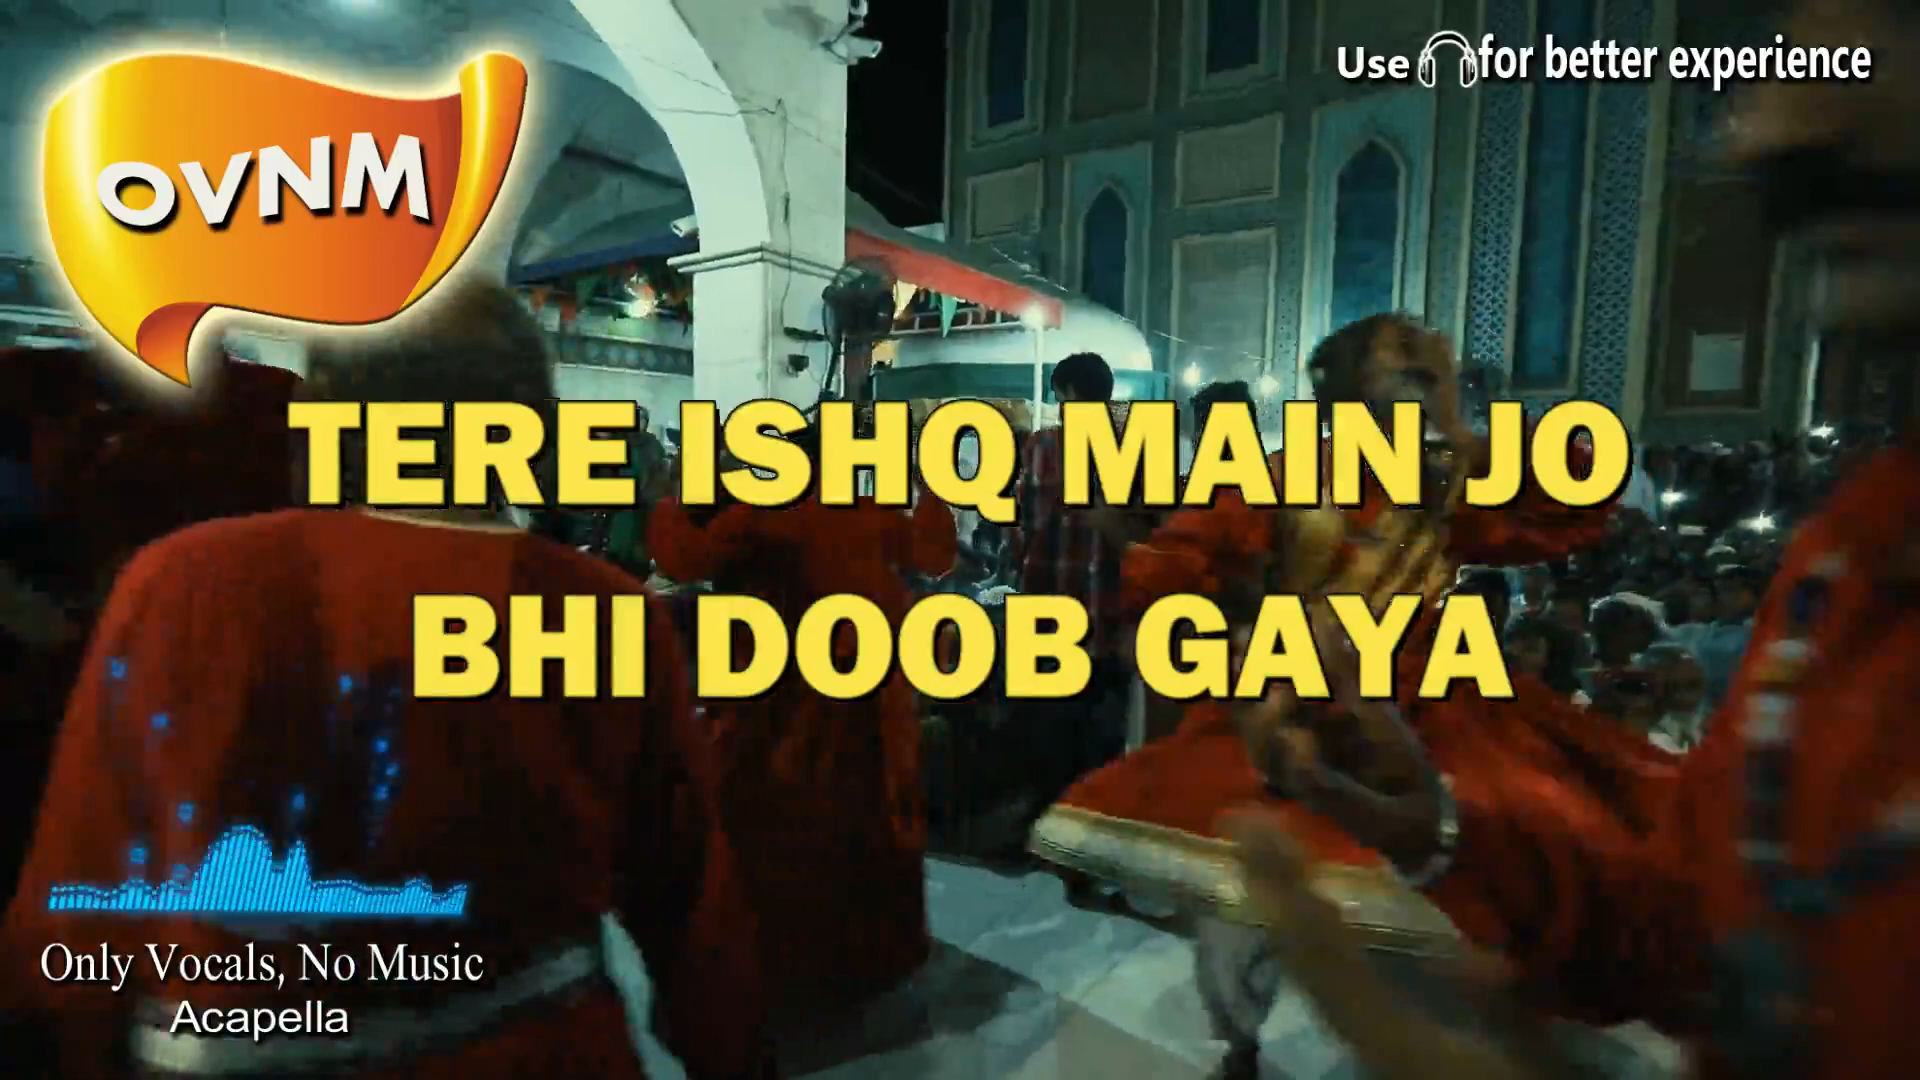 Use for better experience
OVNM
TERE ISHQ MAIN JO
BHI DOOB GAYA
Only Vocals, No Music
Acapella